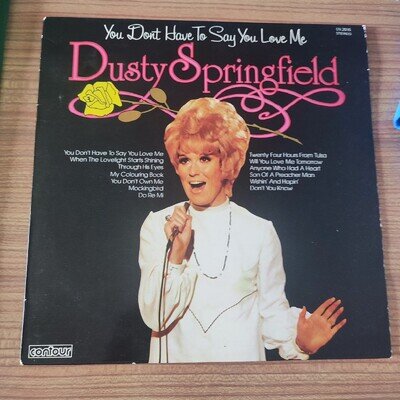 You Don't Have To Say You Love Me
STEREO
Dusty Springfield
You Don't Have To Say You Love Me
When The Lovelight Starts Shining
Through His Eyes
My Colouring Book
You Don't Own Me
Mockingbird
Do Re Mi
Twenty Four Hours From Tulsa
Will You Love Me Tomorrow
Anyone Who Had A Heart
Son Of A Preacher Man
Wishin' And Hopin'
Don't You Know
contour